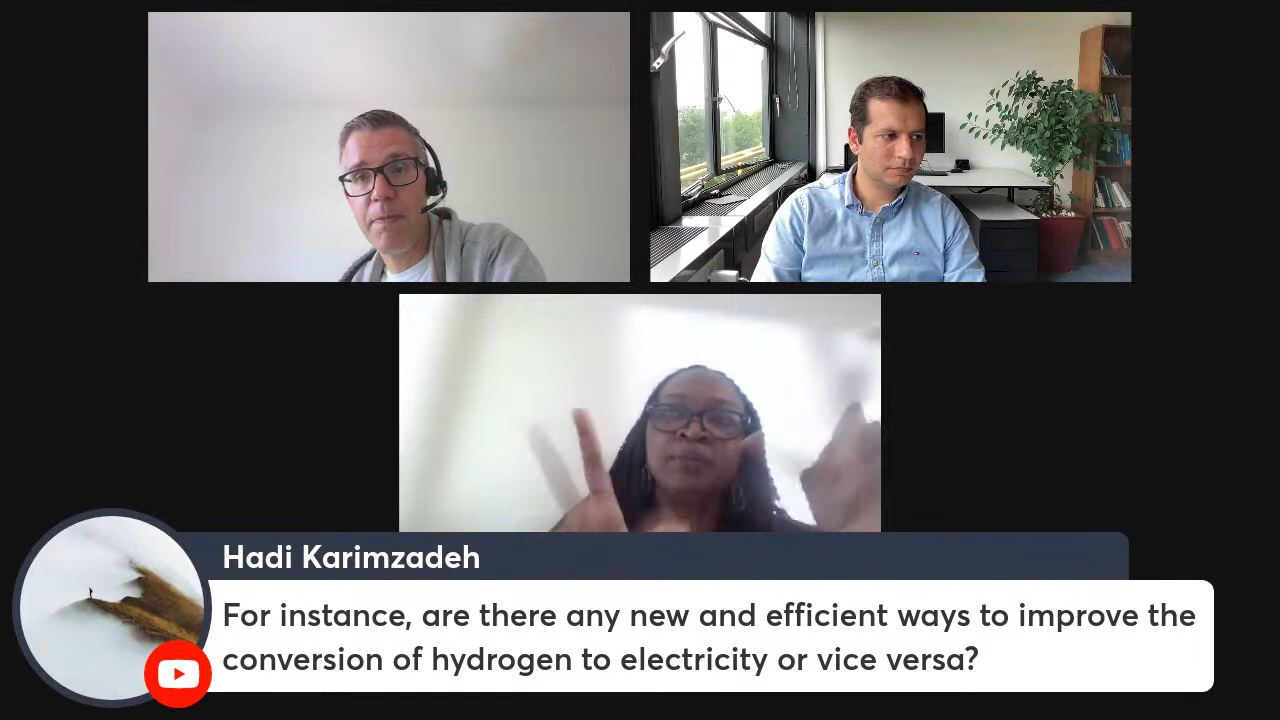 Hadi Karimzadeh
For instance, are there any new and efficient ways to improve the
conversion of hydrogen to electricity or vice versa?